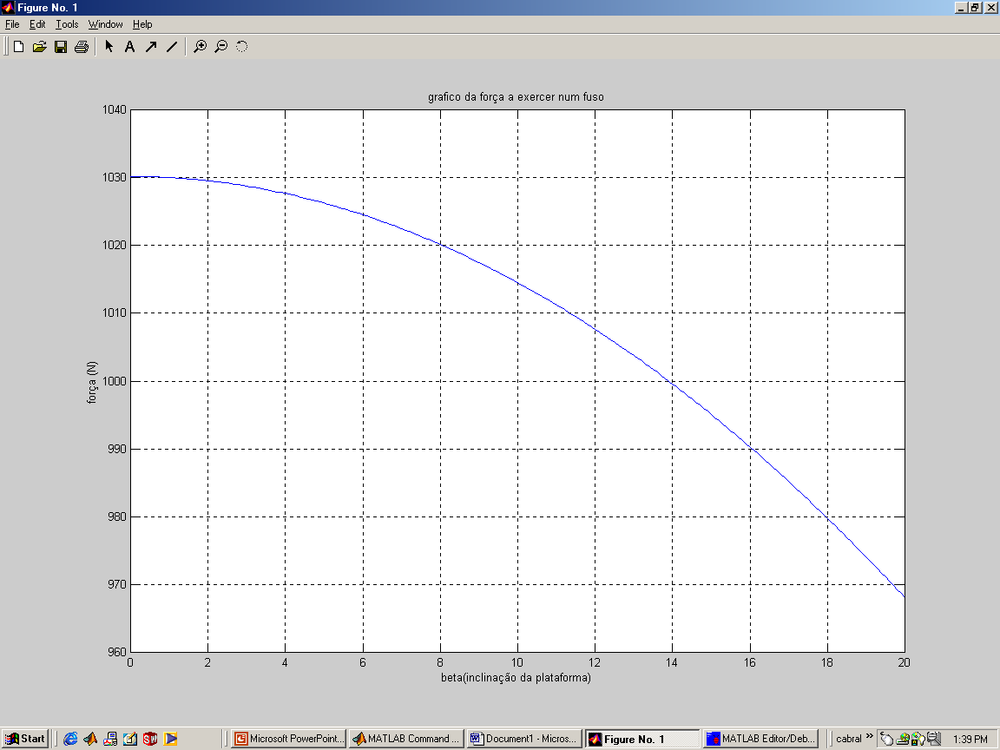 Figure No. 1
File Edit Tools Window Help
A
grafico da força a exercer num fuso
1040
1030
1020
1010
1000
990
980
970
960
força (N)
0 2 4 6 8 10 12 14 16 18 20
beta(inclinação da plataforma)
Start
Microsoft PowerPoint...
MATLAB Command ...
Document1 - Micros...
Figure No. 1
MATLAB Editor/Deb...
cabral
1:39 PM